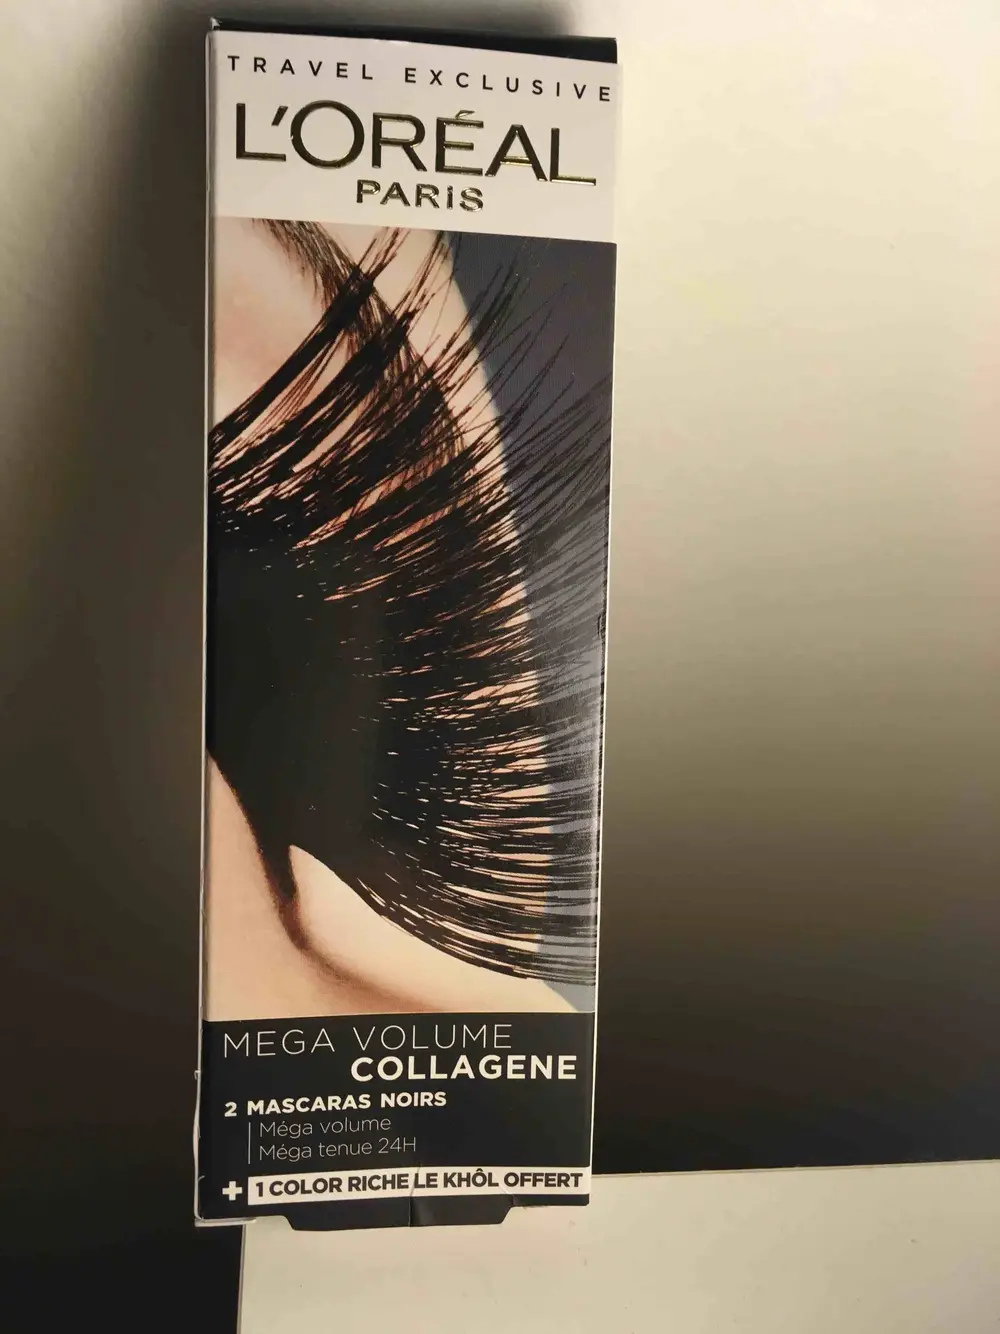 TRAVEL EXCLUSIVE
L'ORÉAL
PARIS
MEGA VOLUME
COLLAGENE
2 MASCARAS NOIRS
Méga volume
Méga tenue 24H
+ 1 COLOR RICHE LE KHÔL OFFERT